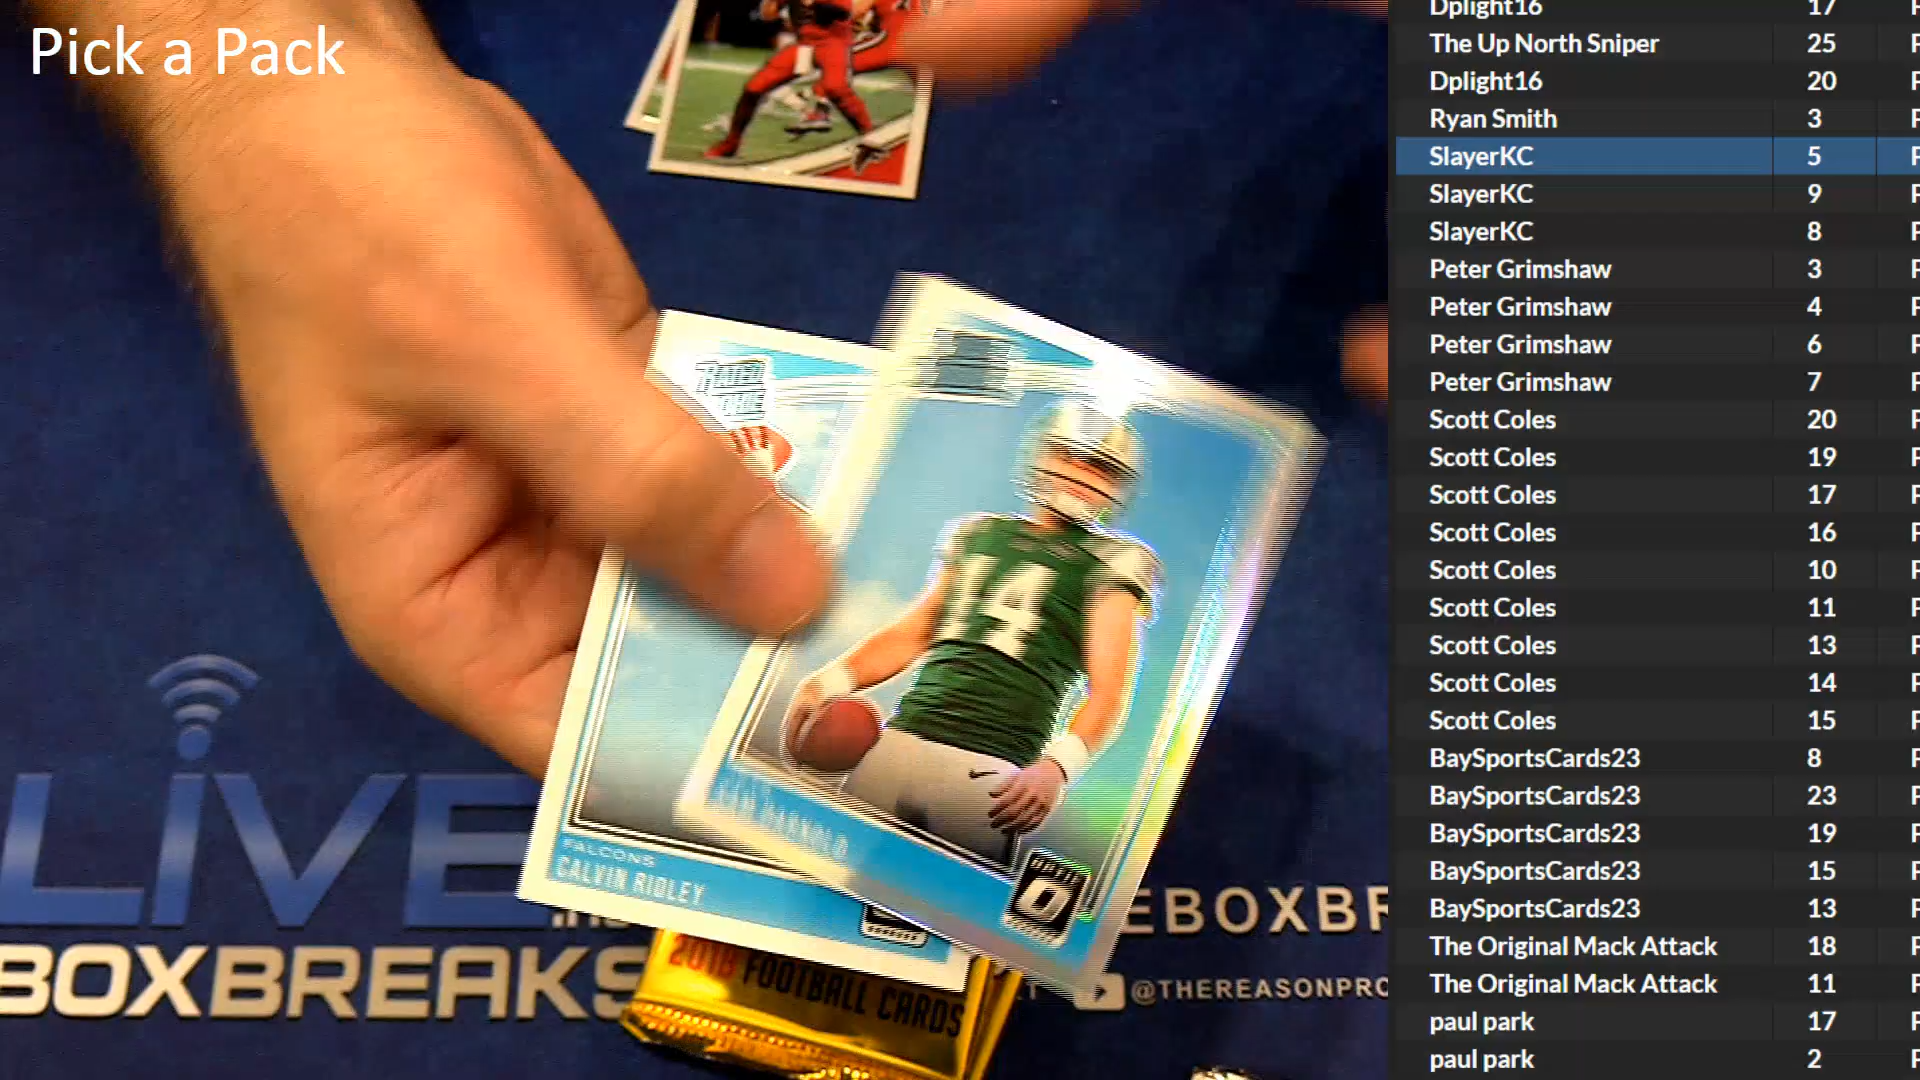 Pick a Pack
RATED
14
FALCONS
CALVIN RIDLEY
SAM DARNOLD
OPTIC
2018 FOOTBALL CARDS
LIVE
BOXBREAKS
EBOXBR
@THEREASONPRO
Dplight16 17 P
The Up North Sniper 25 P
Dplight16 20 P
Ryan Smith 3 P
SlayerKC 5 P
SlayerKC 9 P
SlayerKC 8 P
Peter Grimshaw 3 P
Peter Grimshaw 4 P
Peter Grimshaw 6 P
Peter Grimshaw 7 P
Scott Coles 20 P
Scott Coles 19 P
Scott Coles 17 P
Scott Coles 16 P
Scott Coles 10 P
Scott Coles 11 P
Scott Coles 13 P
Scott Coles 14 P
Scott Coles 15 P
BaySportsCards23 8 P
BaySportsCards23 23 P
BaySportsCards23 19 P
BaySportsCards23 15 P
BaySportsCards23 13 P
The Original Mack Attack 18 P
The Original Mack Attack 11 P
paul park 17 P
paul park 2 P